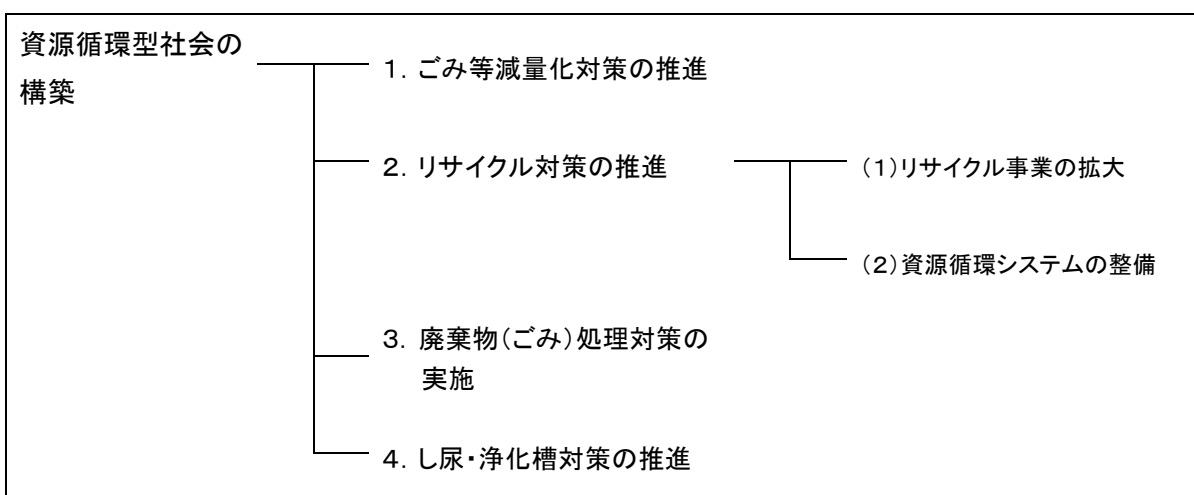 資源循環型社会の
構築
1．ごみ等減量化対策の推進
2．リサイクル対策の推進
（1）リサイクル事業の拡大
（2）資源循環システムの整備
3．廃棄物（ごみ）処理対策の
実施
4．し尿・浄化槽対策の推進